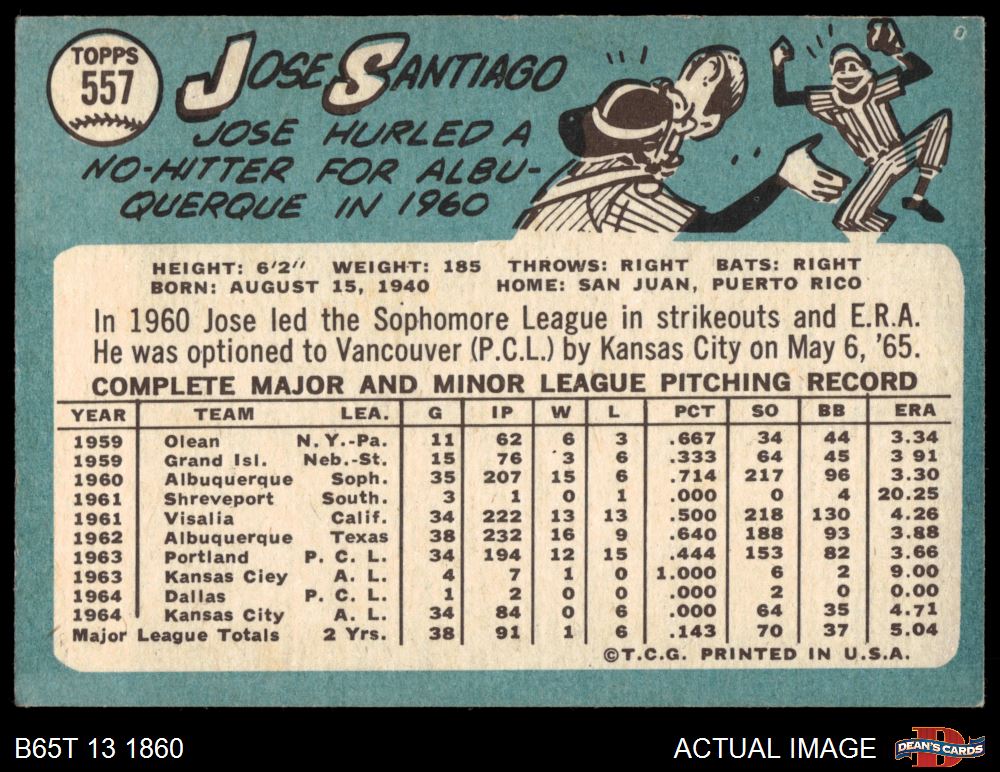 TOPPS
557
JOSE SANTIAGO
JOSE HURLED A
NO-HITTER FOR ALBU-
QUERQUE IN 1960
HEIGHT: 6'2" WEIGHT: 185 THROWS: RIGHT BATS: RIGHT
BORN: AUGUST 15, 1940 HOME: SAN JUAN, PUERTO RICO
In 1960 Jose led the Sophomore League in strikeouts and E.R.A.
He was optioned to Vancouver (P.C.L.) by Kansas City on May 6, '65.
COMPLETE MAJOR AND MINOR LEAGUE PITCHING RECORD
YEAR TEAM LEA. G IP W L PCT SO BB ERA
1959 Olean N.Y.-Pa. 11 62 6 3 .667 34 44 3.34
1959 Grand Isl. Neb.-St. 15 76 3 6 .333 64 45 3 91
1960 Albuquerque Soph. 35 207 15 6 .714 217 96 3.30
1961 Shreveport South. 3 1 0 1 .000 0 4 20.25
1961 Visalia Calif. 34 222 13 13 .500 218 130 4.26
1962 Albuquerque Texas 38 232 16 9 .640 188 93 3.88
1963 Portland P. C. L. 34 194 12 15 .444 153 82 3.66
1963 Kansas Ciey A. L. 4 7 1 0 1.000 6 2 9.00
1964 Dallas P. C. L. 1 2 0 0 .000 2 0 0.00
1964 Kansas City A. L. 34 84 0 6 .000 64 35 4.71
Major League Totals 2 Yrs. 38 91 1 6 .143 70 37 5.04
©T.C.G. PRINTED IN U.S.A.
B65T 13 1860 ACTUAL IMAGE
D
DEAN'S CARDS